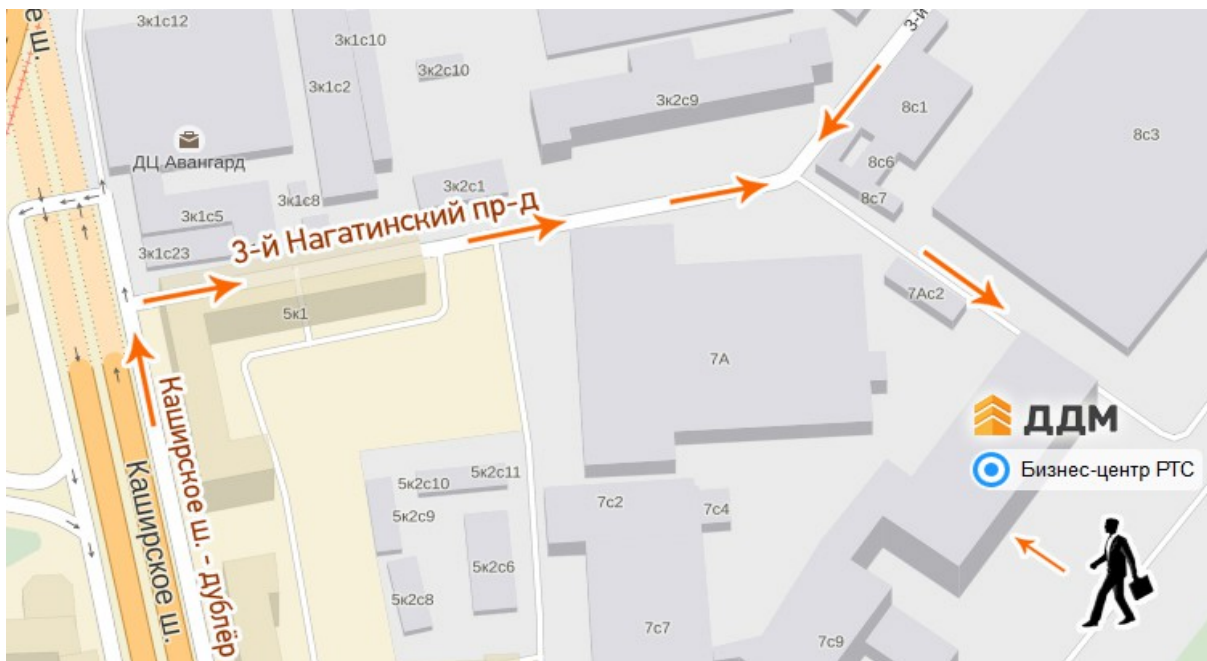 е ш.
3к1с12
3-й
3к1с10
3к2с10
3к1с2
3к2с9
8с1
8с3
ДЦ Авангард
8с6
3к2с1
3к1с8
8с7
3к1с5
3-й Нагатинский пр-д
3к1с23
7Ас2
5к1
7А
Каширское ш. - дублёр
ДДМ
Бизнес-центр РТС
Каширское ш.
5к2с11
5к2с10
7с2
7с4
5к2с9
5к2с6
5к2с8
7с7
7с9